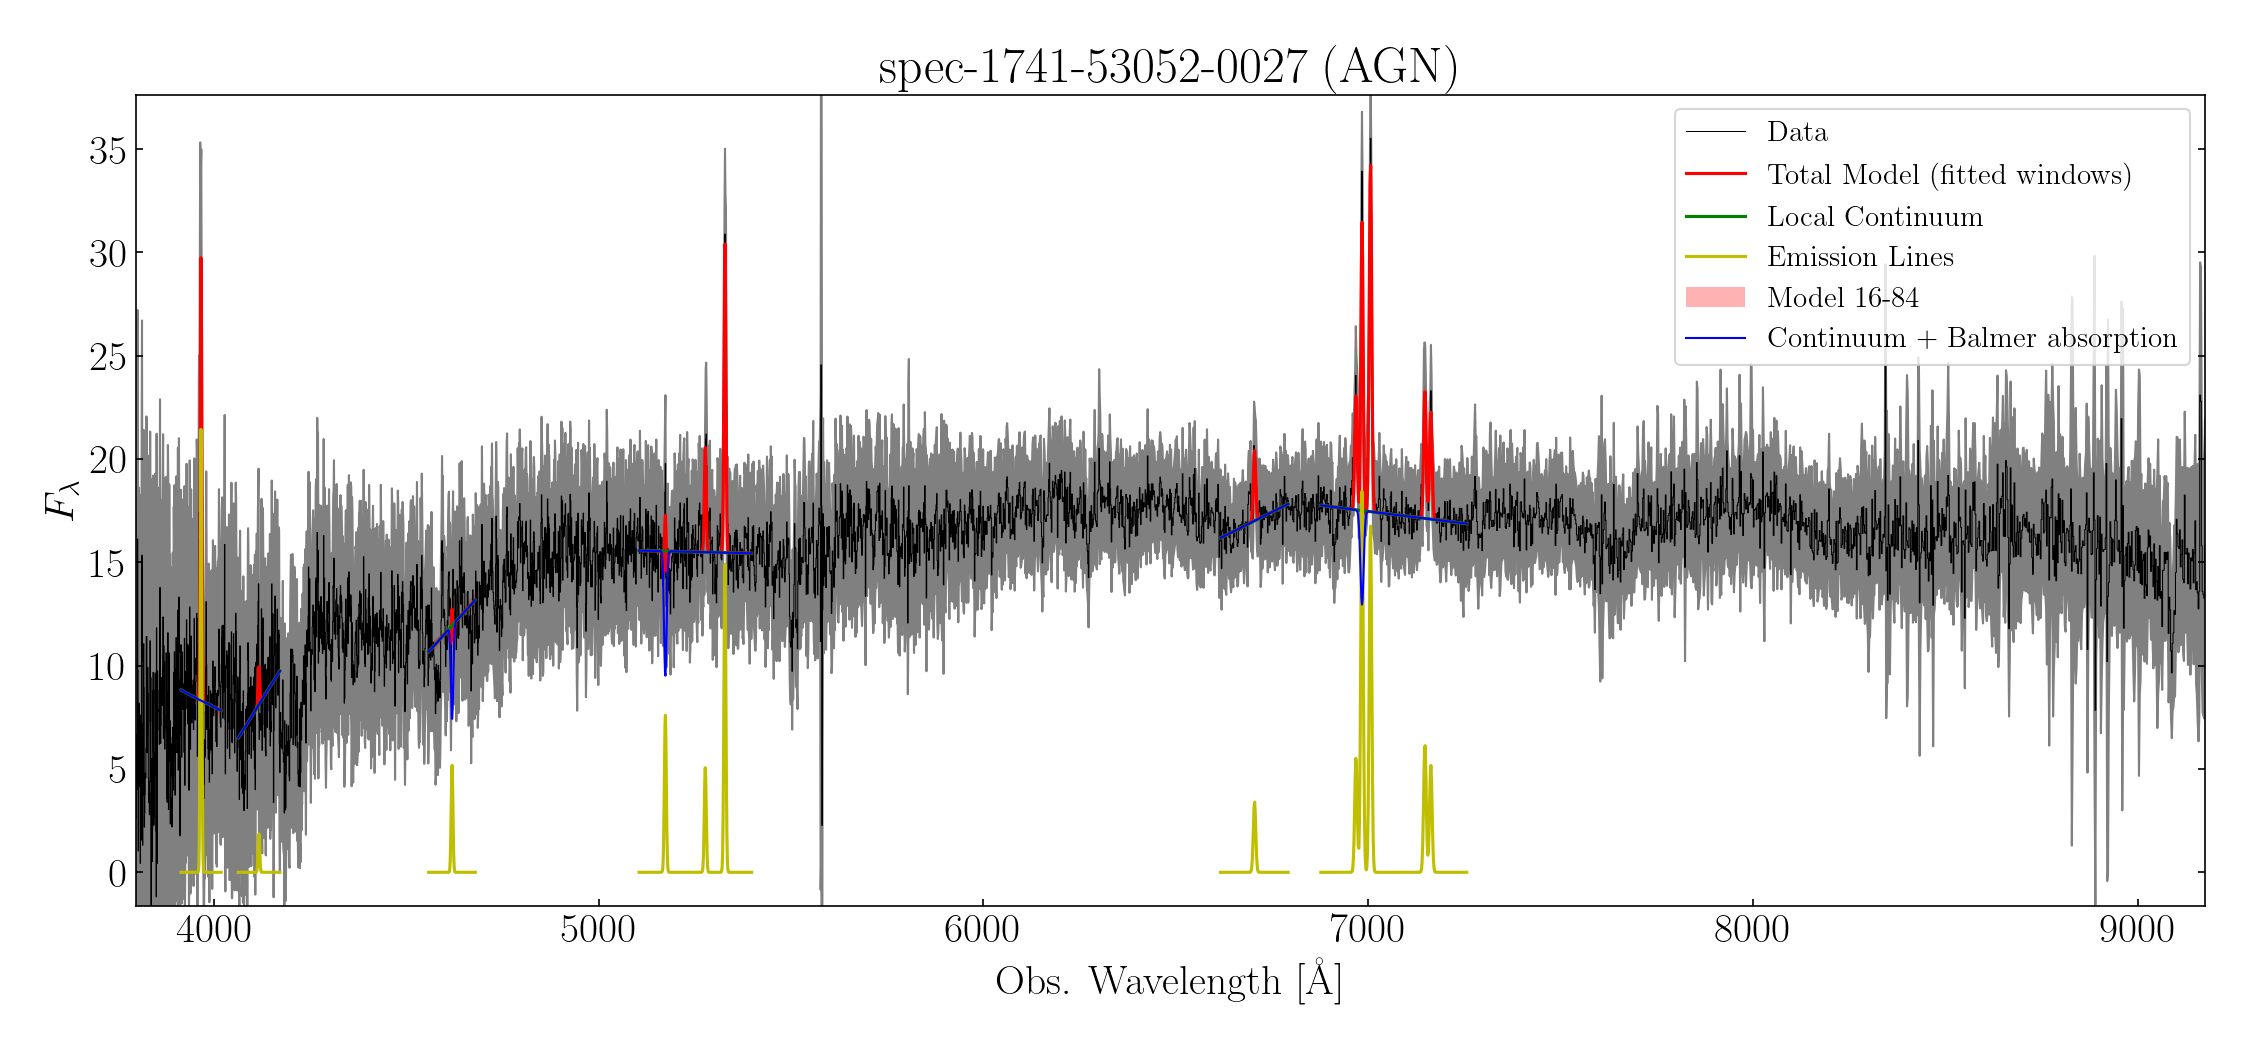 spec-1741-53052-0027 (AGN)
Data
Total Model (fitted windows)
Local Continuum
Emission Lines
Model 16-84
Continuum + Balmer absorption
35
30
25
20
15
10
5
0
Fλ
4000 5000 6000 7000 8000 9000
Obs. Wavelength [Å]